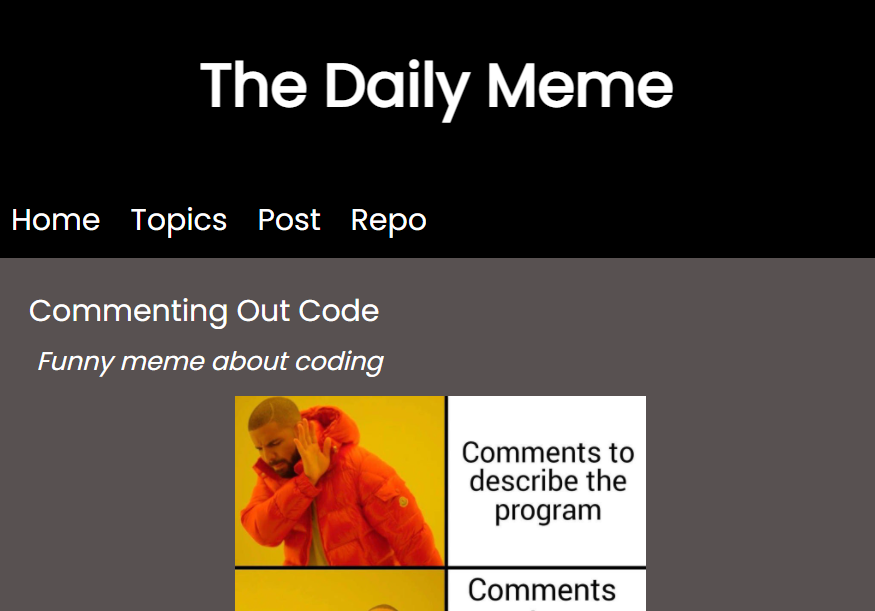 The Daily Meme
Home Topics Post Repo
Commenting Out Code
Funny meme about coding
Comments to
describe the
program
Comments